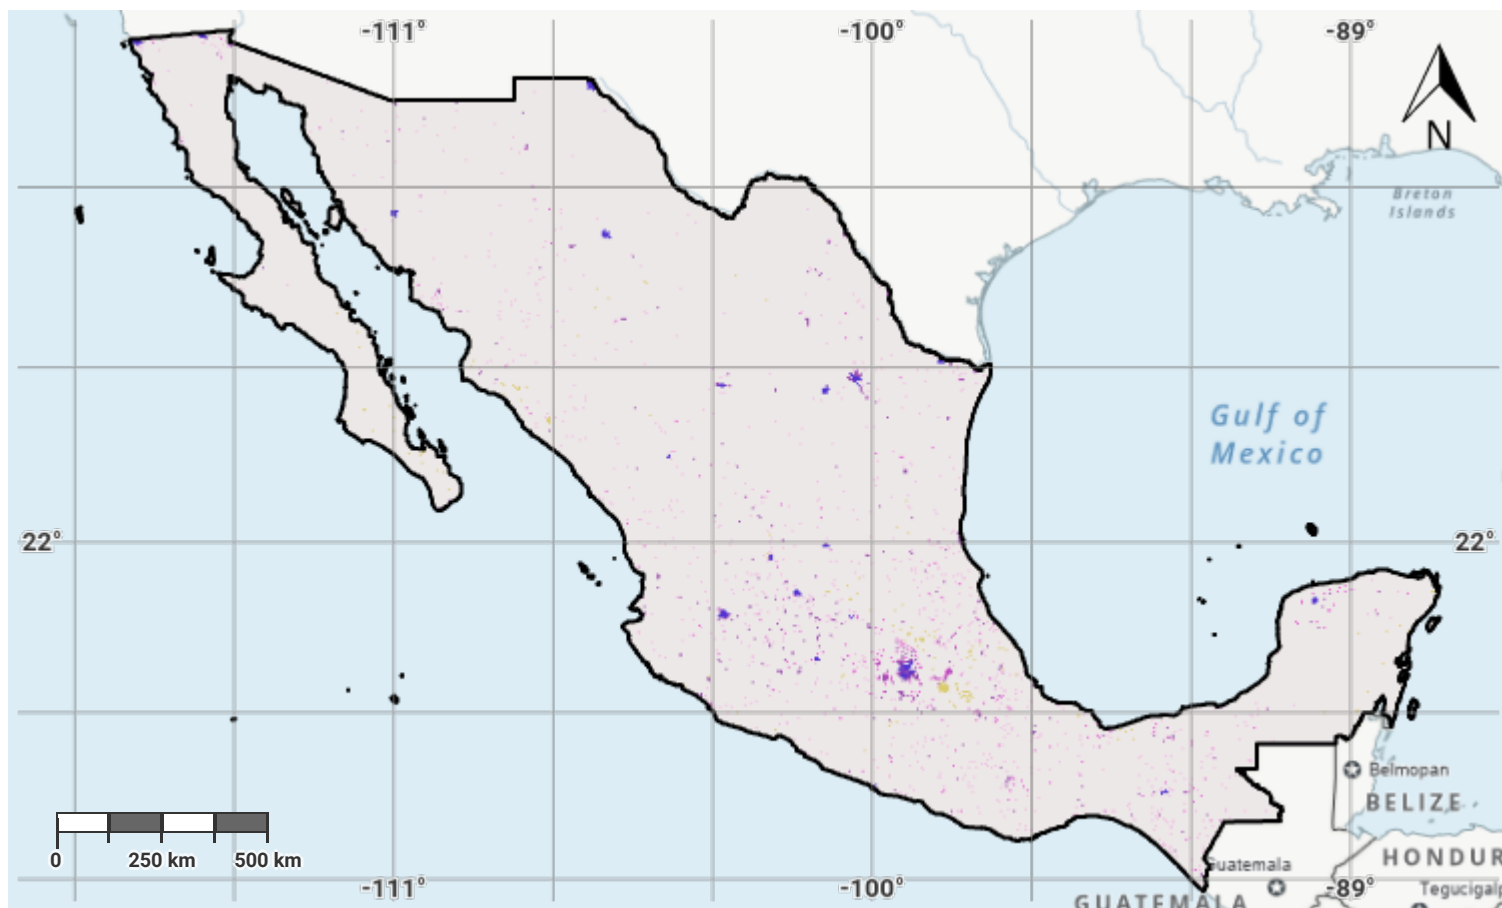 -111° -100° -89°
N
Breton
Islands
Gulf of
Mexico
22° 22°
Belmopan
BELIZE
0 250 km 500 km
Guatemala
HONDUR
-111° -100° -89°
Tegucigalp
GUATEMALA